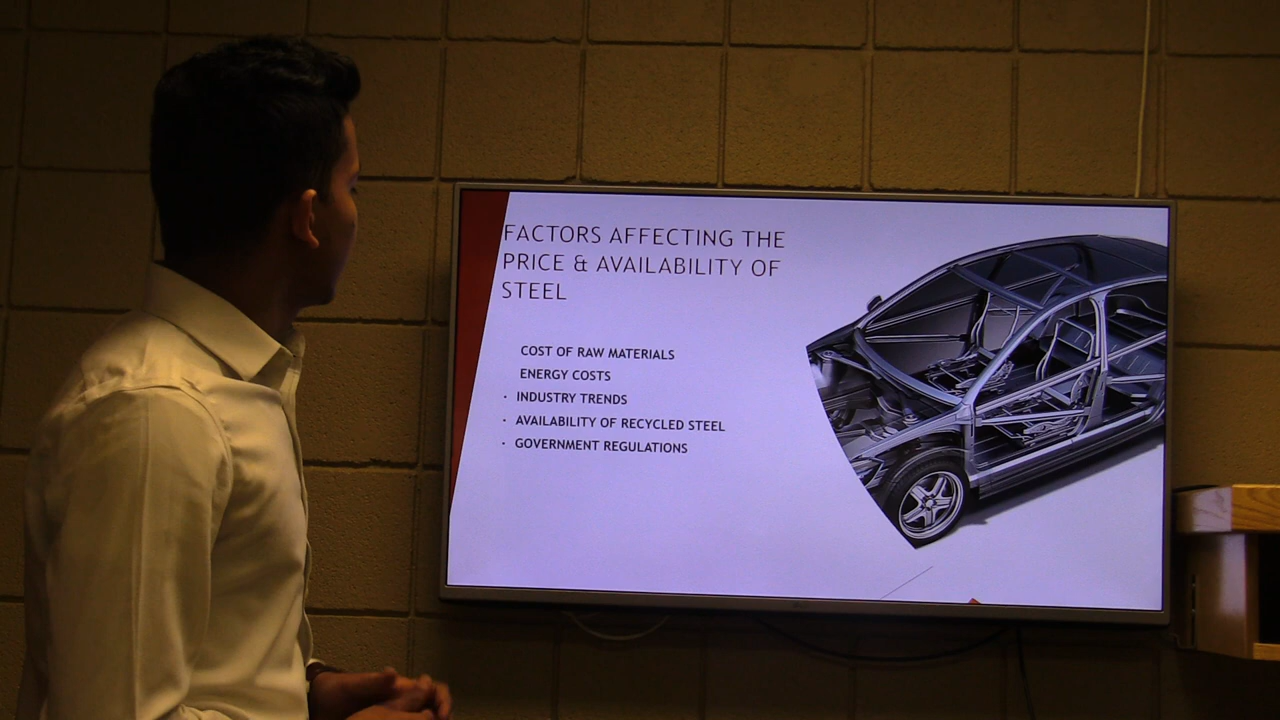 FACTORS AFFECTING THE
PRICE & AVAILABILITY OF
STEEL
COST OF RAW MATERIALS
ENERGY COSTS
· INDUSTRY TRENDS
· AVAILABILITY OF RECYCLED STEEL
· GOVERNMENT REGULATIONS